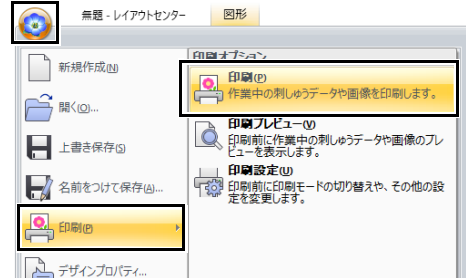 無題 - レイアウトセンター
図形
新規作成(N)
開く(O)...
上書き保存(S)
名前をつけて保存(A)...
印刷(P)
デザインプロパティ...
印刷オプション
印刷(P)
作業中の刺しゅうデータや画像を印刷します。
印刷プレビュー(V)
印刷前に作業中の刺しゅうデータや画像のプレ
ビューを表示します。
印刷設定(U)
印刷前に印刷モードの切り替えや、その他の設
定を変更します。